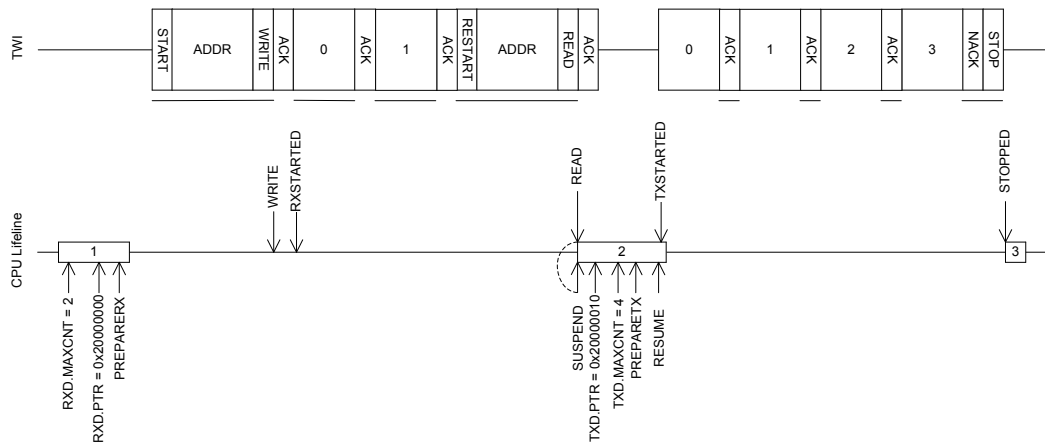 TWI
START
ADDR
WRITE
ACK
0
ACK
1
ACK
RESTART
ADDR
READ
ACK
0
ACK
1
ACK
2
ACK
3
NACK
STOP
CPU Lifeline
WRITE
RXSTARTED
READ
TXSTARTED
STOPPED
1
2
3
RXD.MAXCNT = 2
RXD.PTR = 0x20000000
PREPARERX
SUSPEND
TXD.PTR = 0x20000010
TXD.MAXCNT = 4
PREPARETX
RESUME